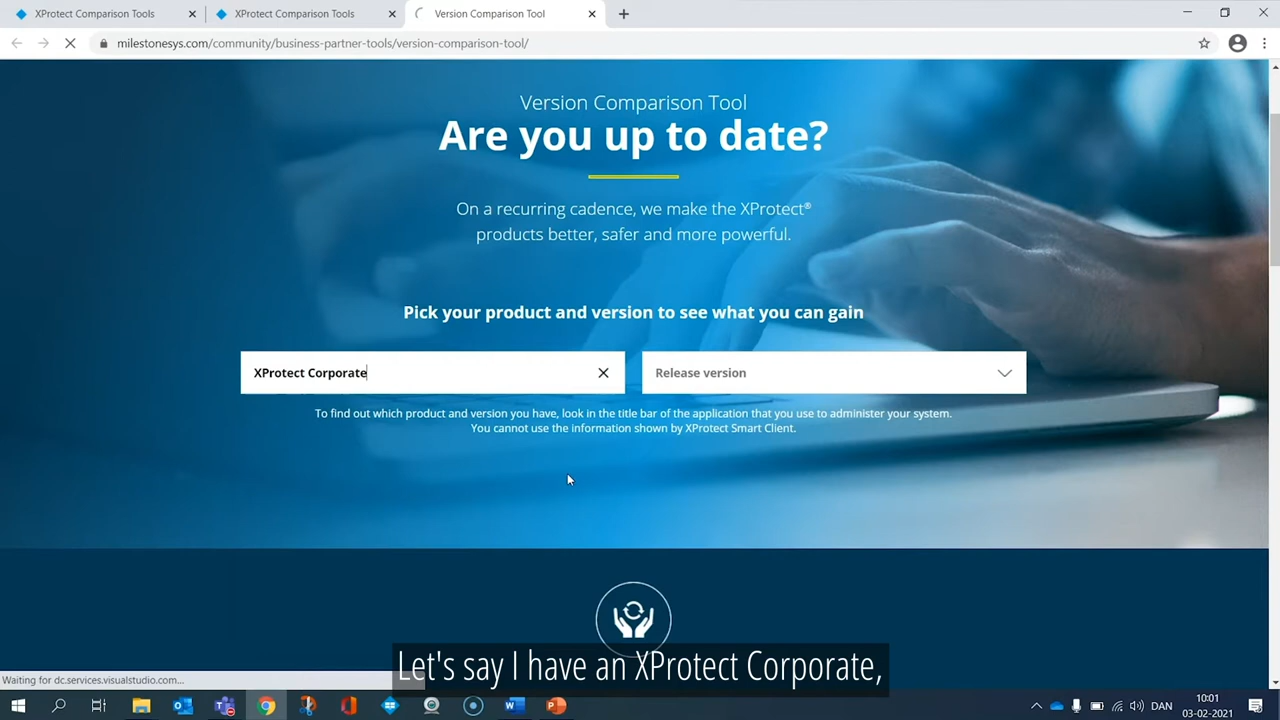 XProtect Comparison Tools
XProtect Comparison Tools
Version Comparison Tool
milestonesys.com/community/business-partner-tools/version-comparison-tool/
Version Comparison Tool
Are you up to date?
On a recurring cadence, we make the XProtect®
products better, safer and more powerful.
Pick your product and version to see what you can gain
XProtect Corporate
Release version
To find out which product and version you have, look in the title bar of the application that you use to administer your system.
You cannot use the information shown by XProtect Smart Client.
Let's say I have an XProtect Corporate,
Waiting for dc.services.visualstudio.com...
DAN
10:01
03-02-2021